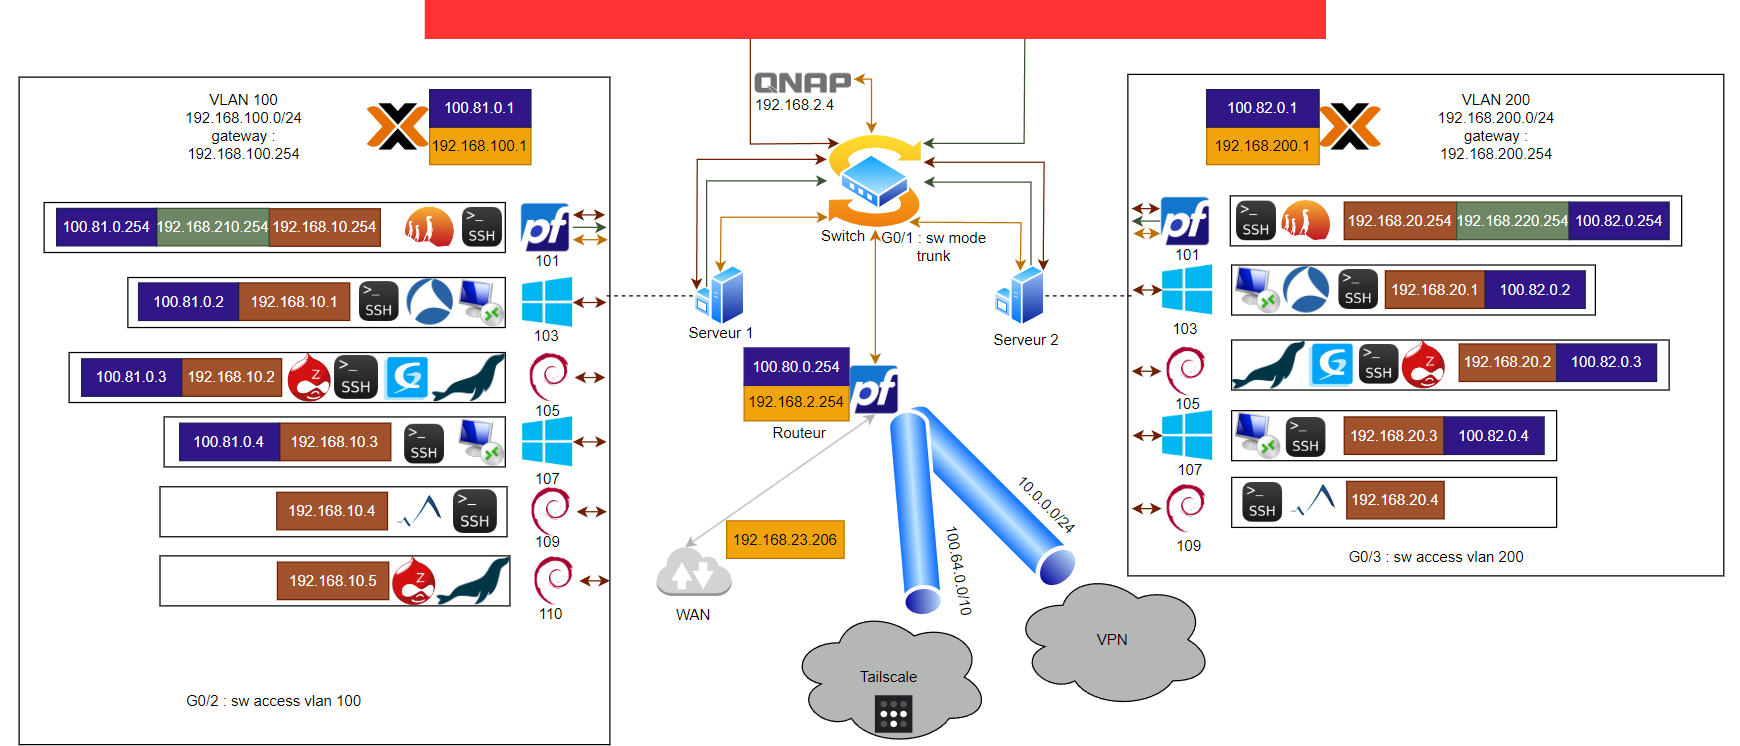 QNAP
192.168.2.4
VLAN 100
192.168.100.0/24
gateway :
192.168.100.254
100.81.0.1
192.168.100.1
100.81.0.254
192.168.210.254
192.168.10.254
>_
SSH
pf
101
100.81.0.2
192.168.10.1
>_
SSH
103
100.81.0.3
192.168.10.2
Z
>_
SSH
105
100.81.0.4
192.168.10.3
>_
SSH
107
192.168.10.4
>_
SSH
109
192.168.10.5
Z
110
G0/2 : sw access vlan 100
Switch
G0/1 : sw mode
trunk
Serveur 1
Serveur 2
100.80.0.254
192.168.2.254
pf
Routeur
192.168.23.206
WAN
100.64.0.0/10
10.0.0.0/24
Tailscale
VPN
100.82.0.1
192.168.200.1
VLAN 200
192.168.200.0/24
gateway :
192.168.200.254
pf
101
>_
SSH
192.168.20.254
192.168.220.254
100.82.0.254
103
>_
SSH
192.168.20.1
100.82.0.2
105
>_
SSH
Z
192.168.20.2
100.82.0.3
107
>_
SSH
192.168.20.3
100.82.0.4
109
>_
SSH
192.168.20.4
G0/3 : sw access vlan 200